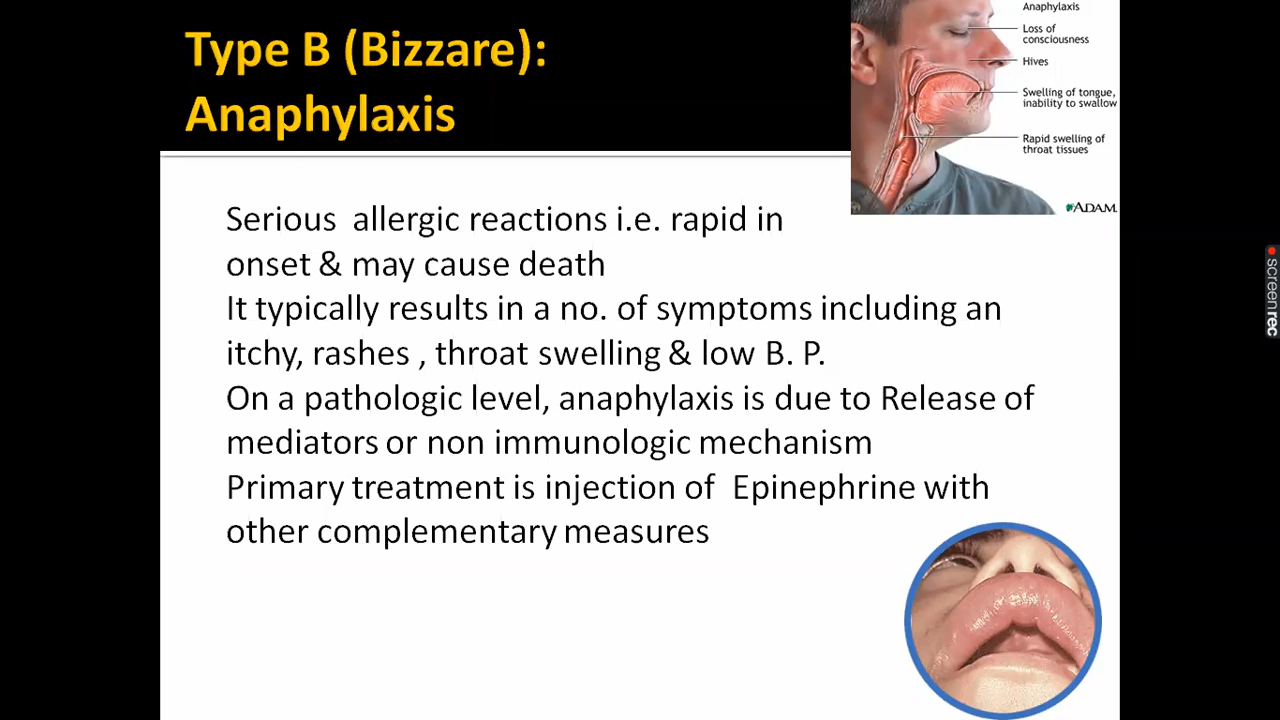 Type B (Bizzare):
Anaphylaxis
Anaphylaxis
Loss of
consciousness
Hives
Swelling of tongue,
inability to swallow
Rapid swelling of
throat tissues
ADAM.
Serious allergic reactions i.e. rapid in
onset & may cause death
It typically results in a no. of symptoms including an
itchy, rashes , throat swelling & low B. P.
On a pathologic level, anaphylaxis is due to Release of
mediators or non immunologic mechanism
Primary treatment is injection of Epinephrine with
other complementary measures
screenrec